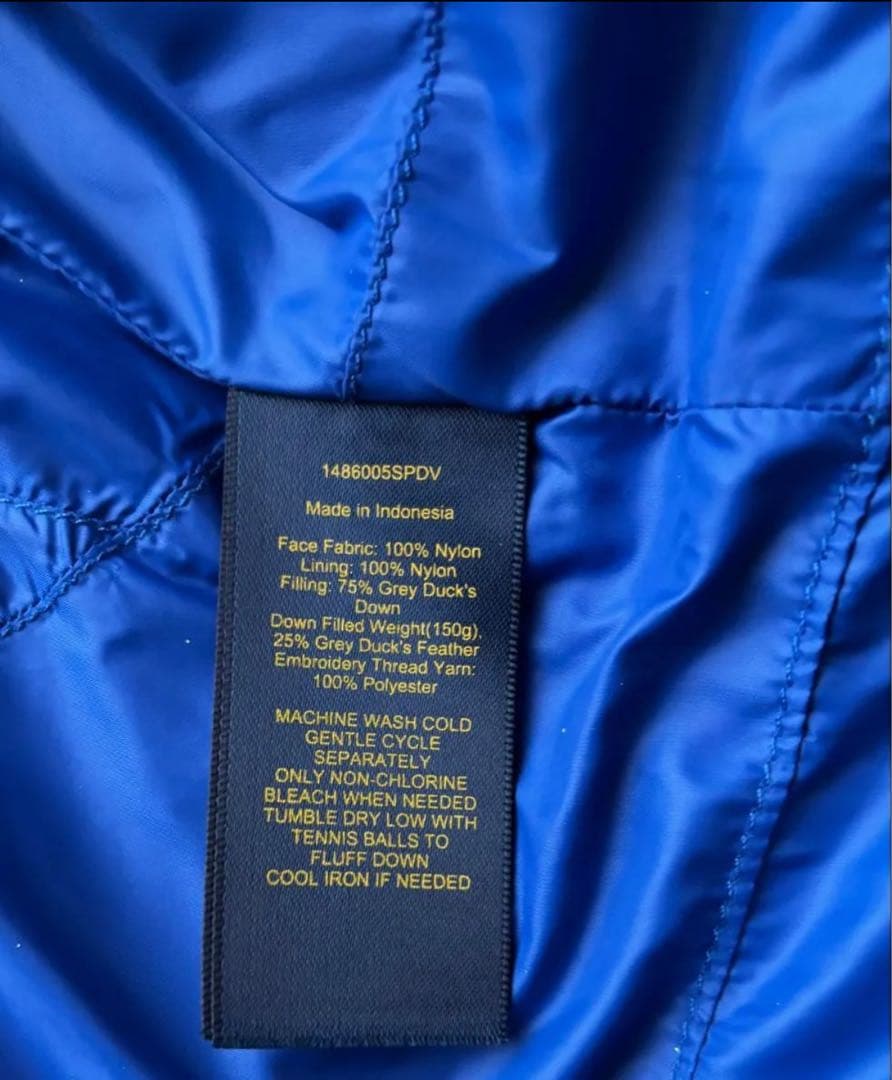 1486005SPDV
Made in Indonesia
Face Fabric: 100% Nylon
Lining: 100% Nylon
Filling: 75% Grey Duck's
Down
Down Filled Weight(150g),
25% Grey Duck's Feather
Embroidery Thread Yarn:
100% Polyester
MACHINE WASH COLD
GENTLE CYCLE
SEPARATELY
ONLY NON-CHLORINE
BLEACH WHEN NEEDED
TUMBLE DRY LOW WITH
TENNIS BALLS TO
FLUFF DOWN
COOL IRON IF NEEDED